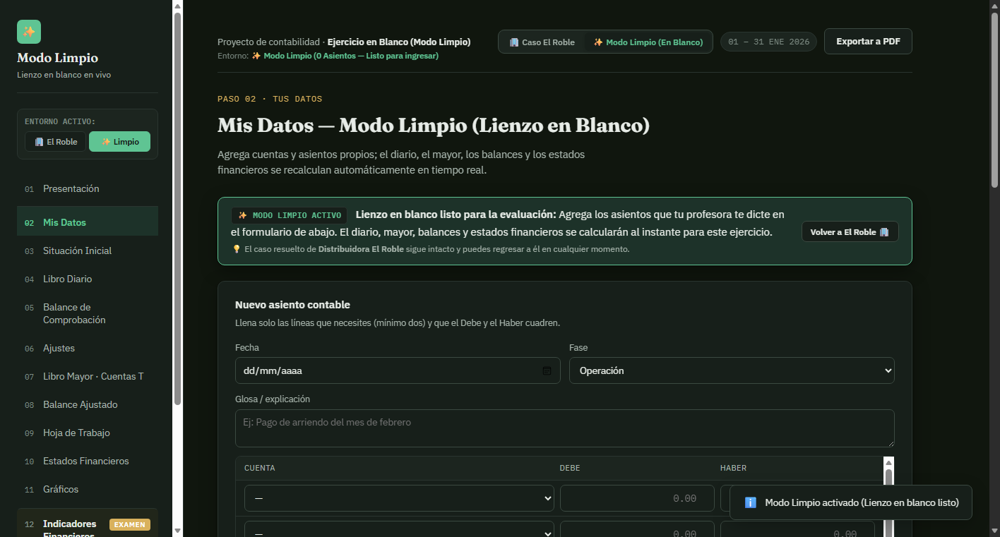 Modo Limpio
Lienzo en blanco en vivo
ENTORNO ACTIVO:
El Roble
Limpio
01 Presentación
02 Mis Datos
03 Situación Inicial
04 Libro Diario
05 Balance de
Comprobación
06 Ajustes
07 Libro Mayor · Cuentas T
08 Balance Ajustado
09 Hoja de Trabajo
10 Estados Financieros
11 Gráficos
12 Indicadores EXAMEN
Financieros
Proyecto de contabilidad · Ejercicio en Blanco (Modo Limpio)
Entorno: ✨ Modo Limpio (0 Asientos — Listo para ingresar)
Caso El Roble
Modo Limpio (En Blanco)
01 – 31 ENE 2026
Exportar a PDF
PASO 02 · TUS DATOS
Mis Datos — Modo Limpio (Lienzo en Blanco)
Agrega cuentas y asientos propios; el diario, el mayor, los balances y los estados
financieros se recalculan automáticamente en tiempo real.
✨ MODO LIMPIO ACTIVO Lienzo en blanco listo para la evaluación: Agrega los asientos que tu profesora te dicte en
el formulario de abajo. El diario, mayor, balances y estados financieros se calcularán al instante para este ejercicio.
💡 El caso resuelto de Distribuidora El Roble sigue intacto y puedes regresar a él en cualquier momento.
Volver a El Roble
Nuevo asiento contable
Llena solo las líneas que necesites (mínimo dos) y que el Debe y el Haber cuadren.
Fecha
Fase
dd/mm/aaaa
Operación
Glosa / explicación
Ej: Pago de arriendo del mes de febrero
CUENTA DEBE HABER
— 0.00
— 0.00 0.00
Modo Limpio activado (Lienzo en blanco listo)